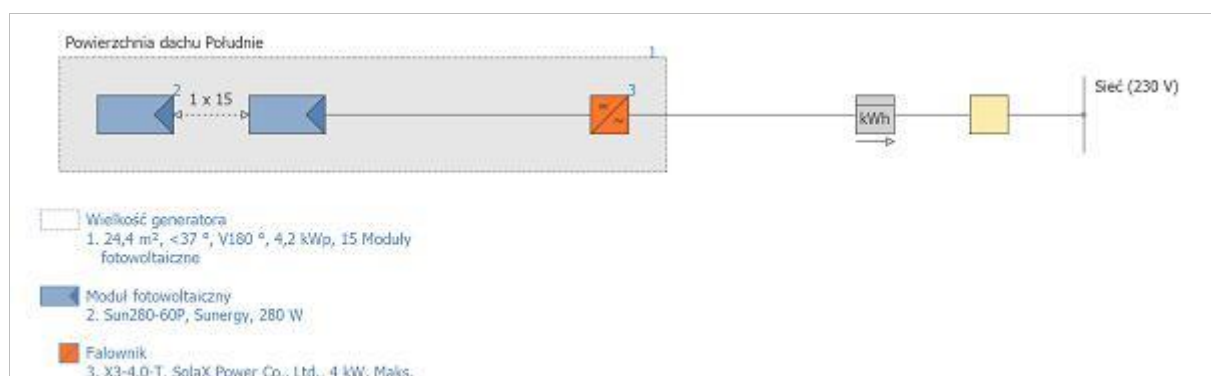 Powierzchnia dachu Południe
1
2
1 x 15
3
kWh
Sieć (230 V)
Wielkość generatora
1. 24,4 m², <37 °, V180 °, 4,2 kWp, 15 Moduły
fotowoltaiczne
Moduł fotowoltaiczny
2. Sun280-60P, Sunergy, 280 W
Falownik
3. X3-4.0-T, SolaX Power Co., Ltd., 4 kW, Maks.